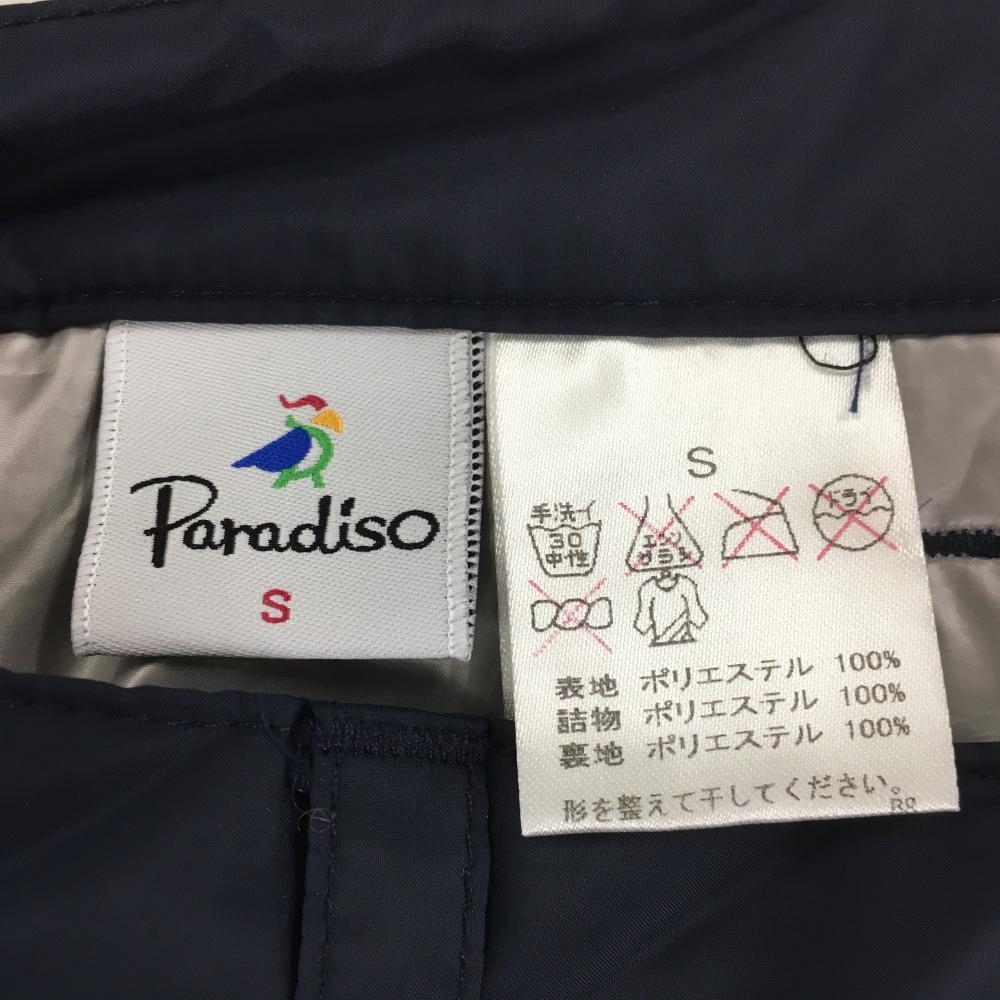 Paradiso
S
S
手洗イ
30
中性
エンソ
サラシ
ドライ
表地 ポリエステル 100%
詰物 ポリエステル 100%
裏地 ポリエステル 100%
形を整えて干してください。
R9